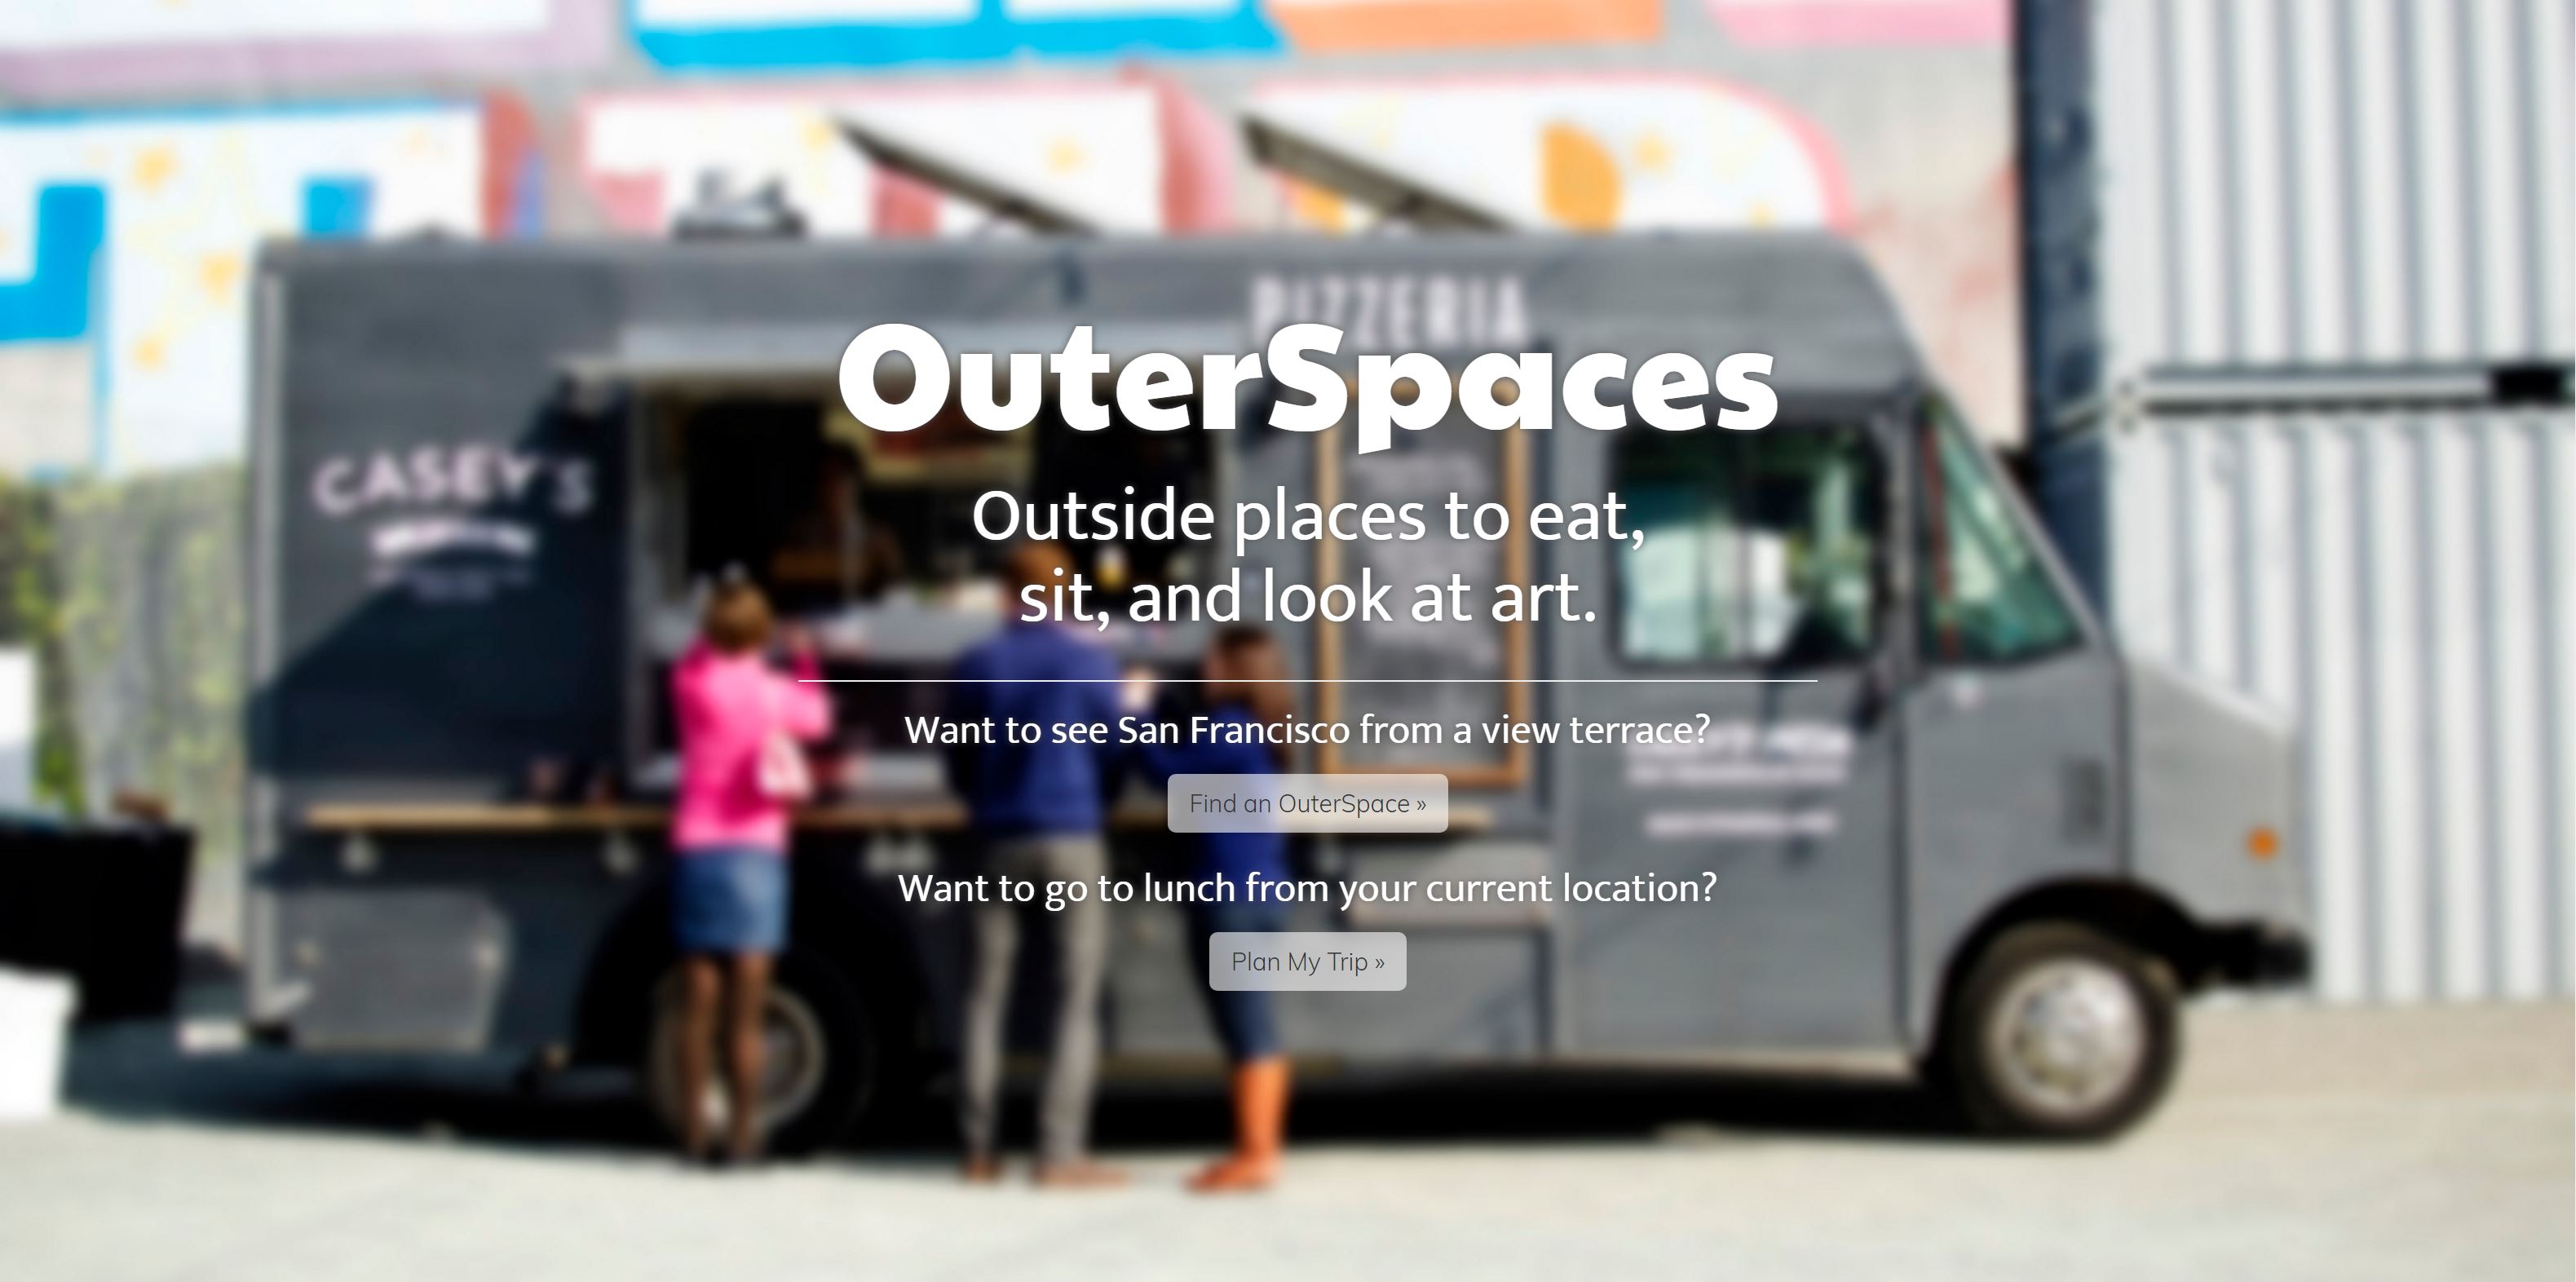 PIZZERIA
OuterSpaces
CASEY'S
Outside places to eat,
sit, and look at art.
Want to see San Francisco from a view terrace?
Find an OuterSpace »
Want to go to lunch from your current location?
Plan My Trip »